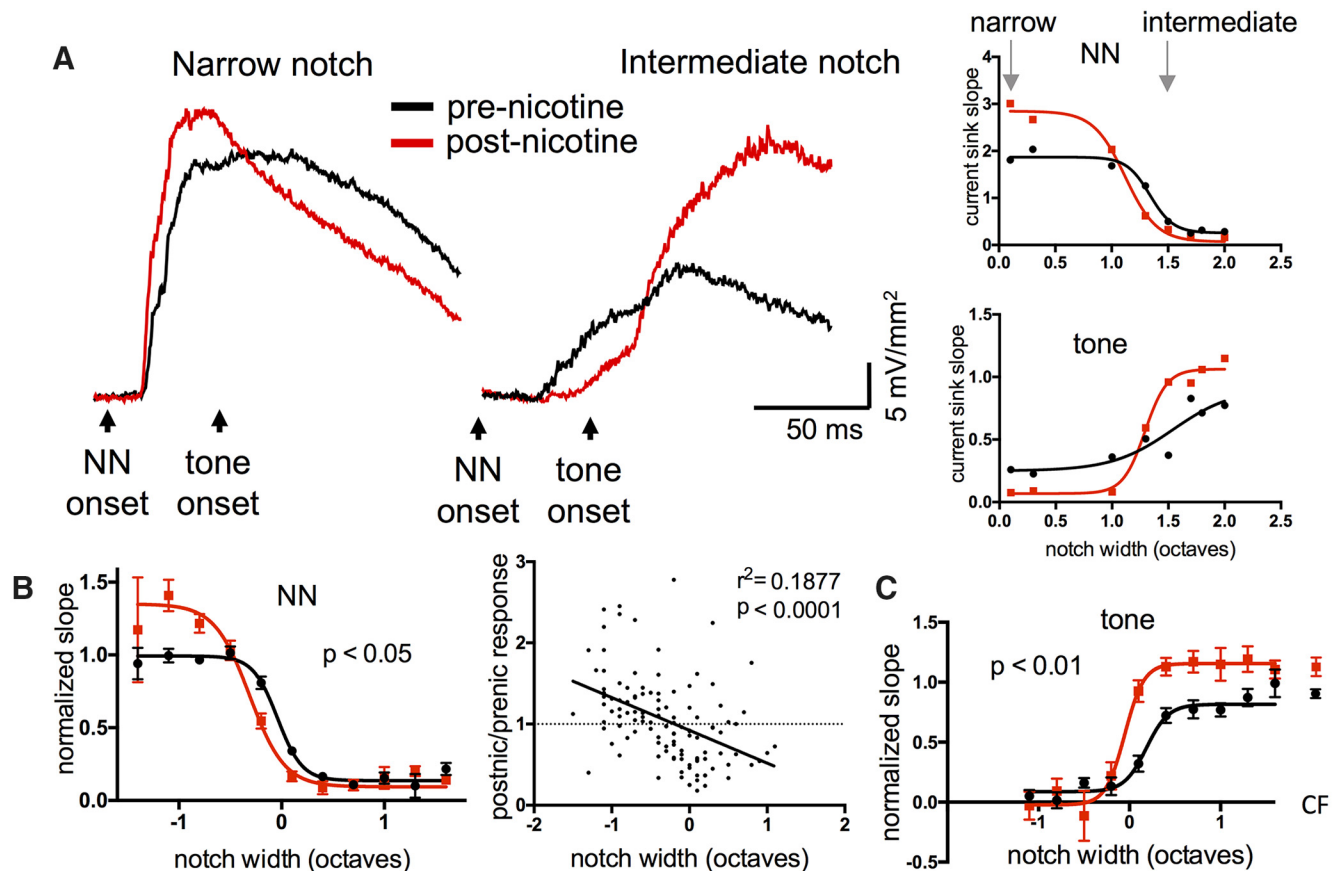 A
Narrow notch
Intermediate notch
pre-nicotine
post-nicotine
NN
onset
tone
onset
NN
onset
tone
onset
50 ms
5 mV/mm²
narrow
intermediate
NN
current sink slope
4
3
2
1
0
0.0 0.5 1.0 1.5 2.0 2.5
tone
current sink slope
1.5
1.0
0.5
0.0
0.0 0.5 1.0 1.5 2.0 2.5
notch width (octaves)
B
NN
p < 0.05
normalized slope
1.5
1.0
0.5
0.0
-1 0 1
notch width (octaves)
postnic/prenic response
3
2
1
0
r²= 0.1877
p < 0.0001
-2 -1 0 1 2
notch width (octaves)
C
tone
p < 0.01
normalized slope
1.5
1.0
0.5
0.0
-0.5
-1 0 1
CF
notch width (octaves)